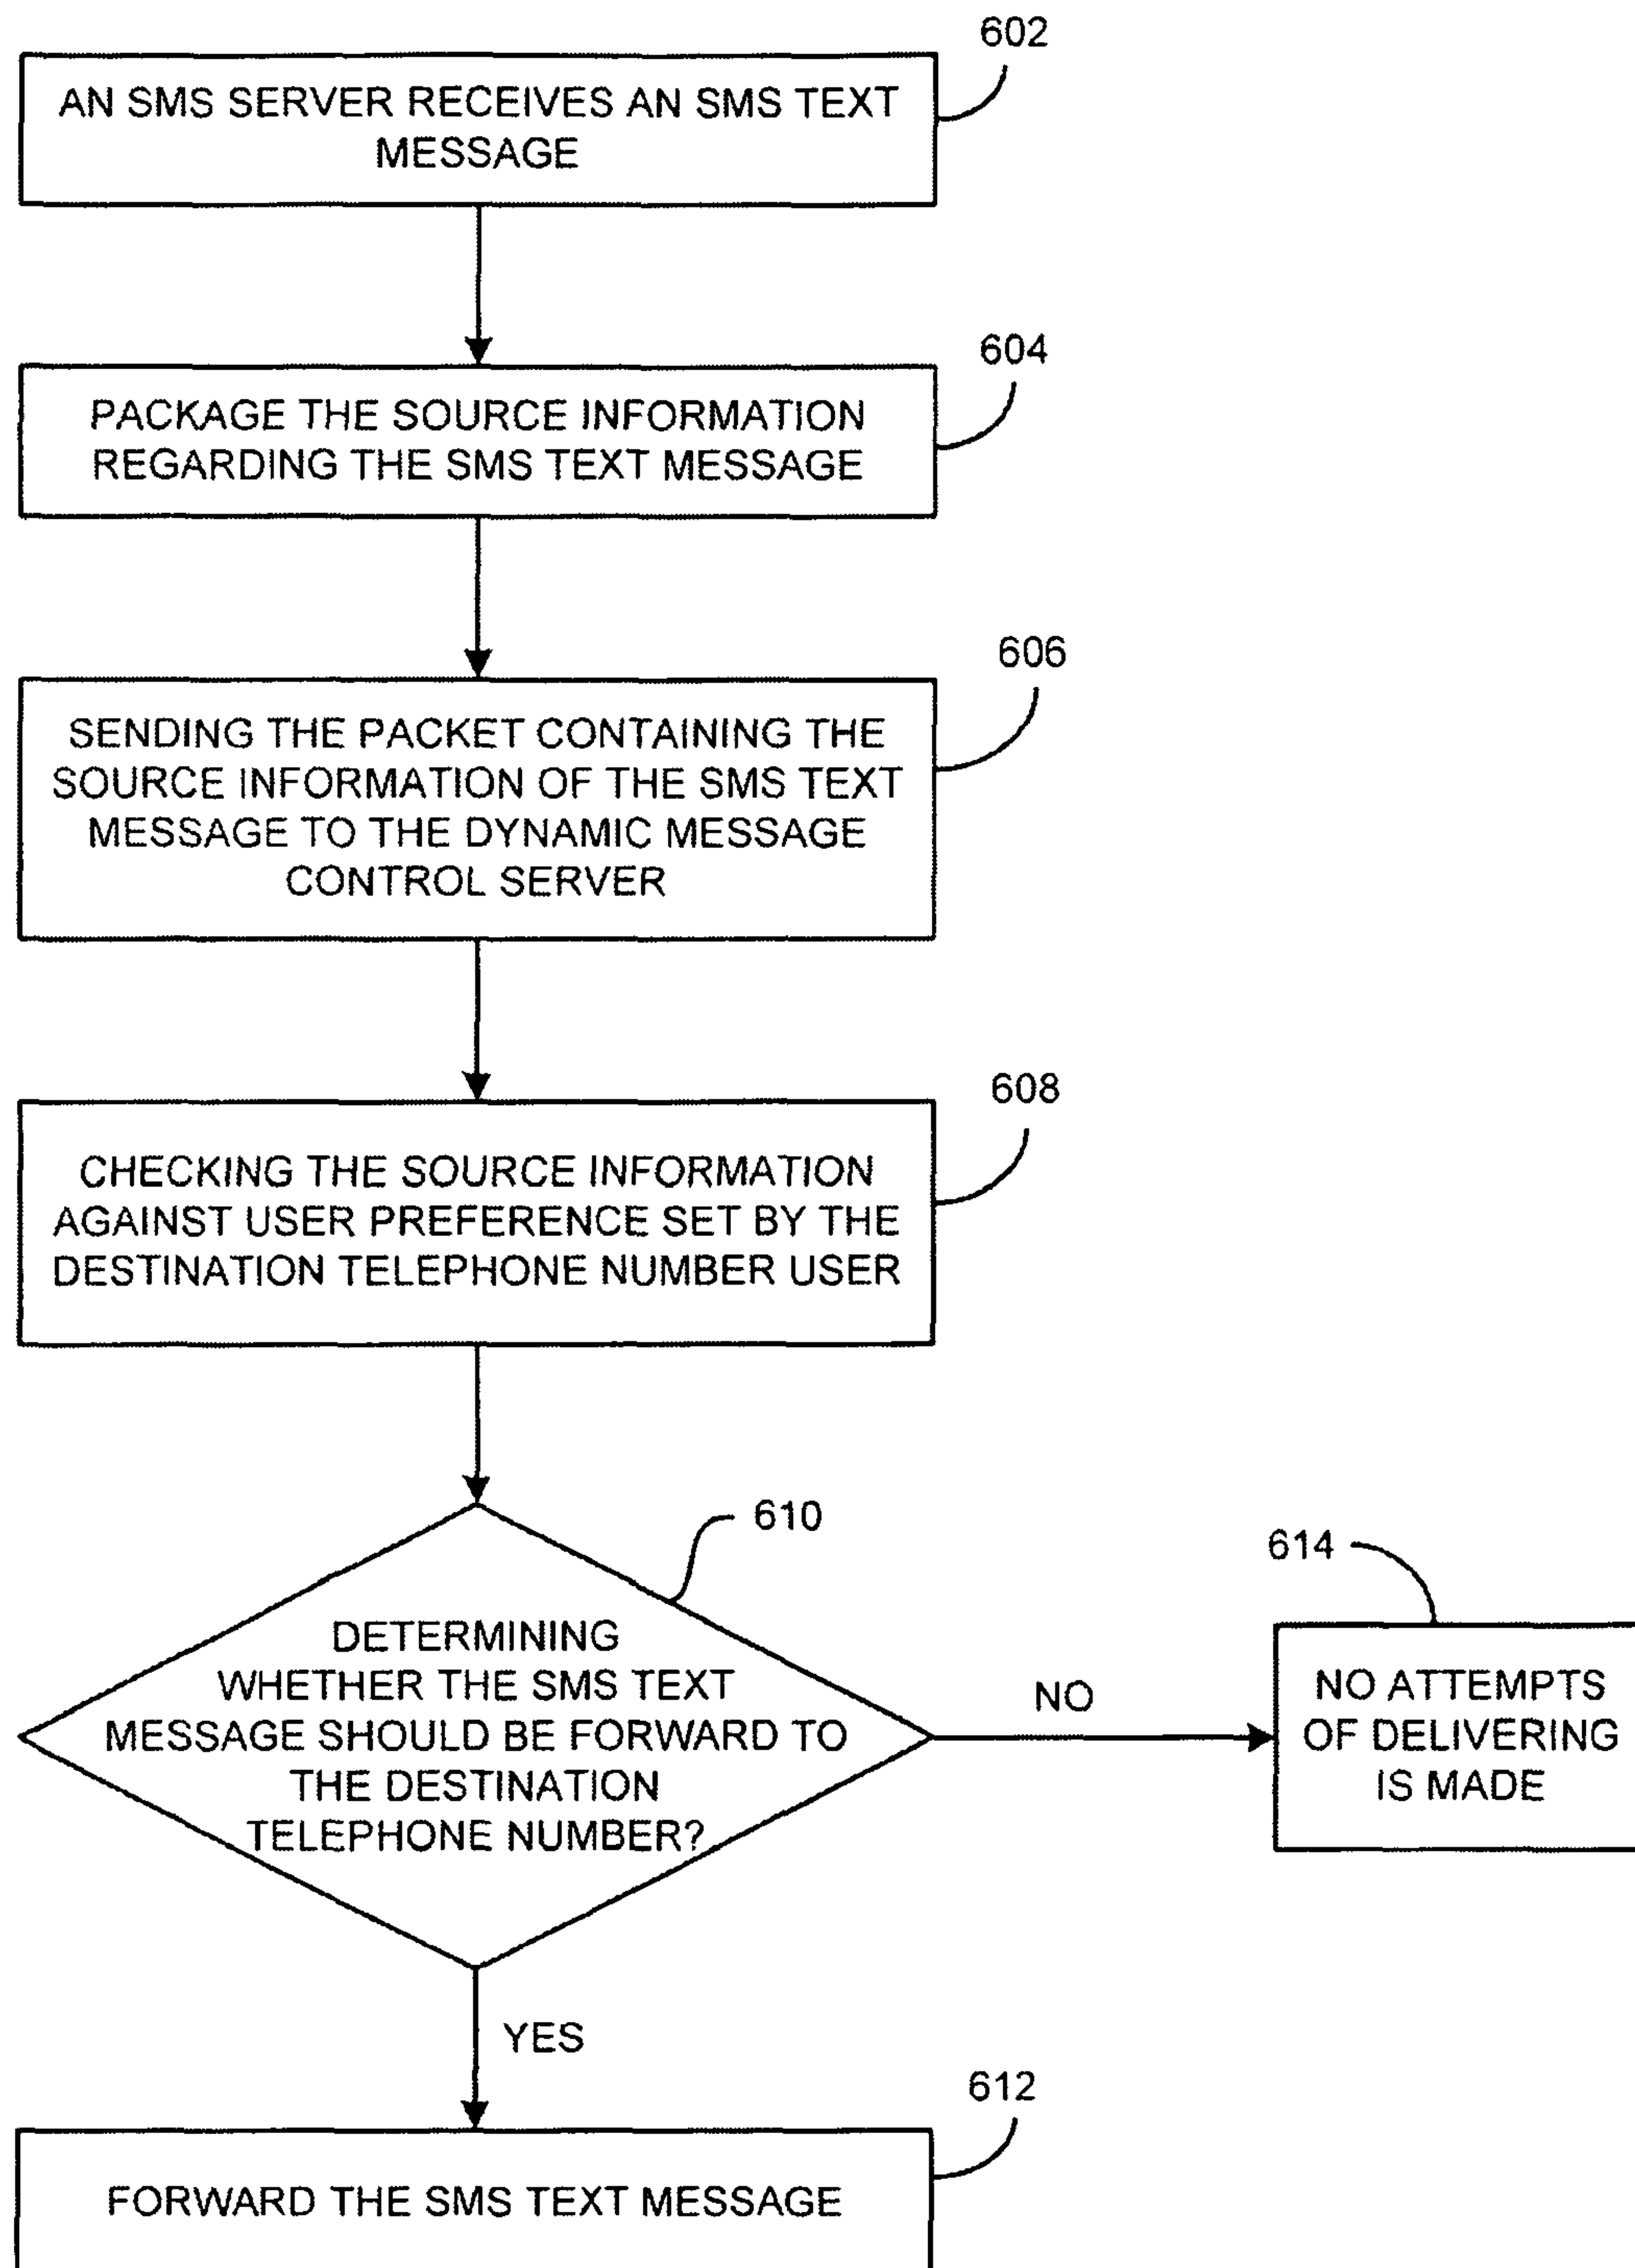 602
AN SMS SERVER RECEIVES AN SMS TEXT
MESSAGE
604
PACKAGE THE SOURCE INFORMATION
REGARDING THE SMS TEXT MESSAGE
606
SENDING THE PACKET CONTAINING THE
SOURCE INFORMATION OF THE SMS TEXT
MESSAGE TO THE DYNAMIC MESSAGE
CONTROL SERVER
608
CHECKING THE SOURCE INFORMATION
AGAINST USER PREFERENCE SET BY THE
DESTINATION TELEPHONE NUMBER USER
610
DETERMINING
WHETHER THE SMS TEXT
MESSAGE SHOULD BE FORWARD TO
THE DESTINATION
TELEPHONE NUMBER?
NO
614
NO ATTEMPTS
OF DELIVERING
IS MADE
YES
612
FORWARD THE SMS TEXT MESSAGE